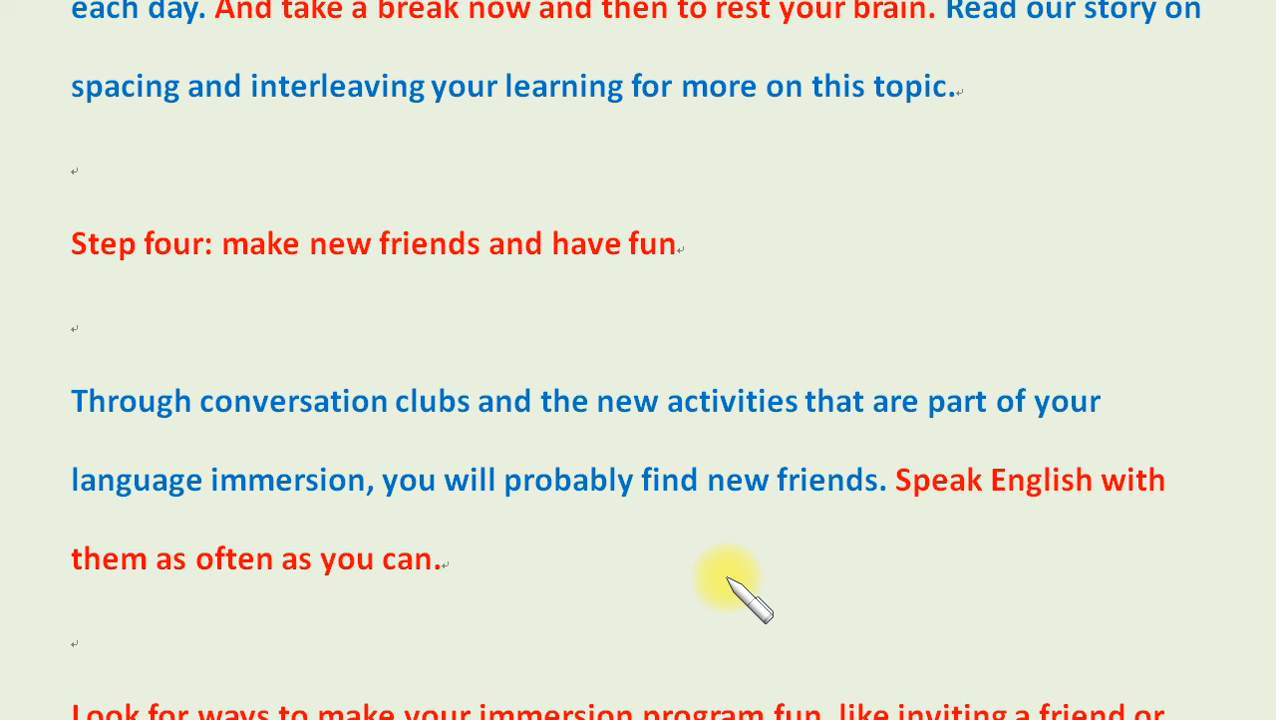 each day. And take a break now and then to rest your brain. Read our story on
spacing and interleaving your learning for more on this topic.
Step four: make new friends and have fun
Through conversation clubs and the new activities that are part of your
language immersion, you will probably find new friends. Speak English with
them as often as you can.
Look for ways to make your immersion program fun, like inviting a friend or